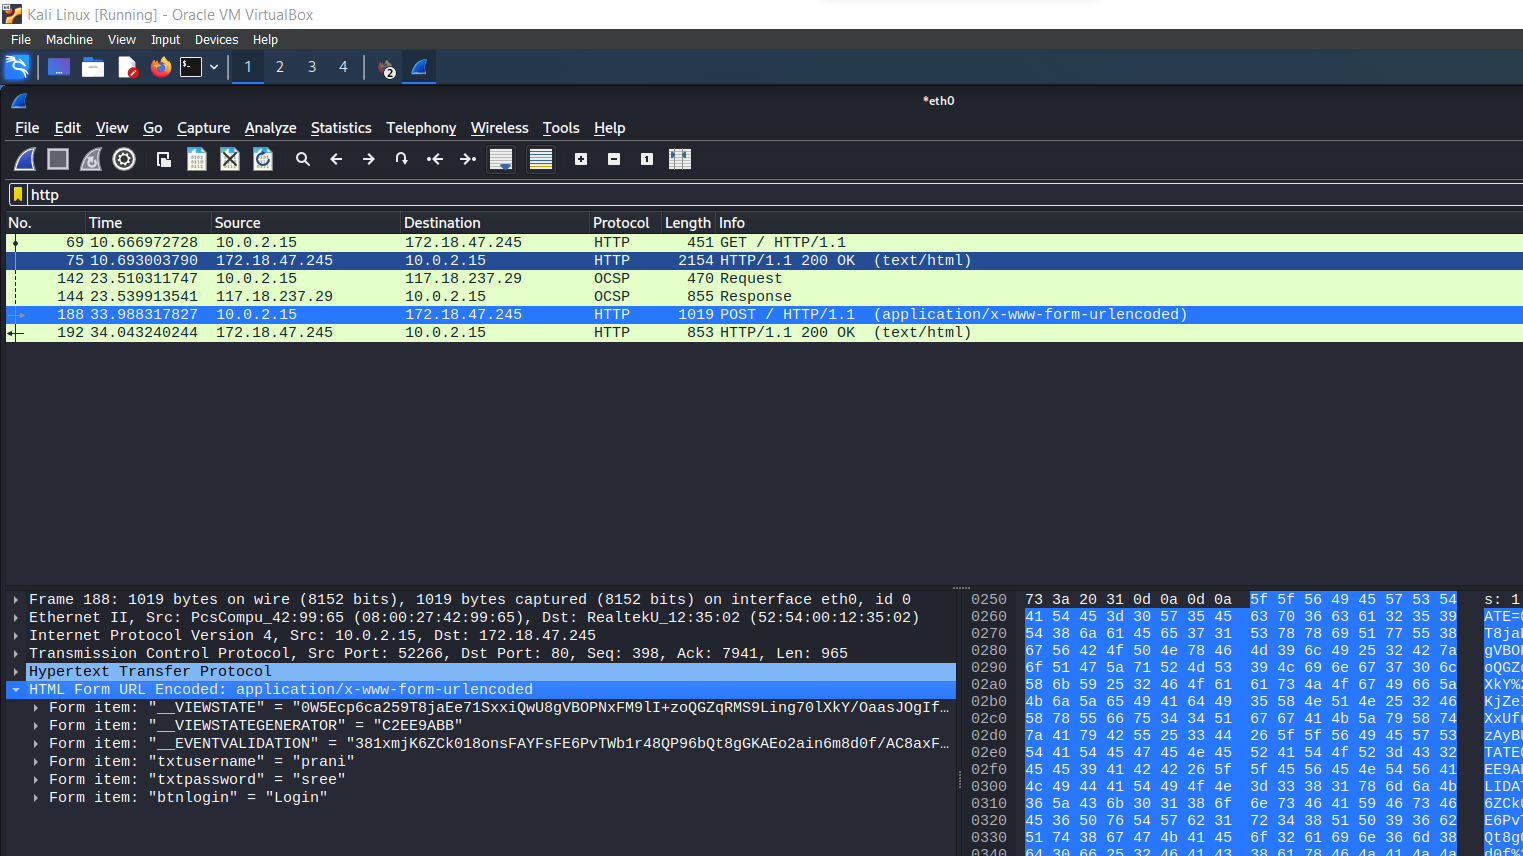 Kali Linux [Running] - Oracle VM VirtualBox
File Machine View Input Devices Help
1 2 3 4 2
*eth0
File Edit View Go Capture Analyze Statistics Telephony Wireless Tools Help
http
No. Time Source Destination Protocol Length Info
69 10.666972728 10.0.2.15 172.18.47.245 HTTP 451 GET / HTTP/1.1
75 10.693003790 172.18.47.245 10.0.2.15 HTTP 2154 HTTP/1.1 200 OK (text/html)
142 23.510311747 10.0.2.15 117.18.237.29 OCSP 470 Request
144 23.539913541 117.18.237.29 10.0.2.15 OCSP 855 Response
188 33.988317827 10.0.2.15 172.18.47.245 HTTP 1019 POST / HTTP/1.1 (application/x-www-form-urlencoded)
192 34.043240244 172.18.47.245 10.0.2.15 HTTP 853 HTTP/1.1 200 OK (text/html)
Frame 188: 1019 bytes on wire (8152 bits), 1019 bytes captured (8152 bits) on interface eth0, id 0
Ethernet II, Src: PcsCompu_42:99:65 (08:00:27:42:99:65), Dst: RealtekU_12:35:02 (52:54:00:12:35:02)
Internet Protocol Version 4, Src: 10.0.2.15, Dst: 172.18.47.245
Transmission Control Protocol, Src Port: 52266, Dst Port: 80, Seq: 398, Ack: 7941, Len: 965
Hypertext Transfer Protocol
HTML Form URL Encoded: application/x-www-form-urlencoded
Form item: "__VIEWSTATE" = "0W5Ecp6ca259T8jaEe71SxxiQwU8gVBOPNxFM9lI+zoQGZqRMS9Ling70lXkY/OaasJOgIf…
Form item: "__VIEWSTATEGENERATOR" = "C2EE9ABB"
Form item: "__EVENTVALIDATION" = "381xmjK6ZCk018onsFAYFsFE6PvTWb1r48QP96bQt8gGKAEo2ain6m8d0f/AC8axF…
Form item: "txtusername" = "prani"
Form item: "txtpassword" = "sree"
Form item: "btnlogin" = "Login"
0250 73 3a 20 31 0d 0a 0d 0a 5f 5f 56 49 45 57 53 54 s: 1
0260 41 54 45 3d 30 57 35 45 63 70 36 63 61 32 35 39 ATE=
0270 54 38 6a 61 45 65 37 31 53 78 78 69 51 77 55 38 T8ja
0280 67 56 42 4f 50 4e 78 46 4d 39 6c 49 25 32 42 7a gVBO
0290 6f 51 47 5a 71 52 4d 53 39 4c 69 6e 67 37 30 6c oQGZ
02a0 58 6b 59 25 32 46 4f 61 61 73 4a 4f 67 49 66 5a XkY%
02b0 4b 6a 5a 65 49 41 64 49 35 58 4e 51 4e 25 32 46 KjZe
02c0 58 78 55 66 75 34 34 51 67 67 41 4b 5a 79 58 74 XxUf
02d0 7a 41 79 42 55 25 33 44 26 5f 5f 56 49 45 57 53 zAyB
02e0 54 41 54 45 47 45 4e 45 52 41 54 4f 52 3d 43 32 TATE
02f0 45 45 39 41 42 42 26 5f 5f 45 56 45 4e 54 56 41 EE9A
0300 4c 49 44 41 54 49 4f 4e 3d 33 38 31 78 6d 6a 4b LIDA
0310 36 5a 43 6b 30 31 38 6f 6e 73 46 41 59 46 73 46 6ZCk
0320 45 36 50 76 54 57 62 31 72 34 38 51 50 39 36 62 E6Pv
0330 51 74 38 67 47 4b 41 45 6f 32 61 69 6e 36 6d 38 Qt8g
0340 64 30 66 25 32 46 41 43 38 61 78 46 4a 41 4a 4a d0f%